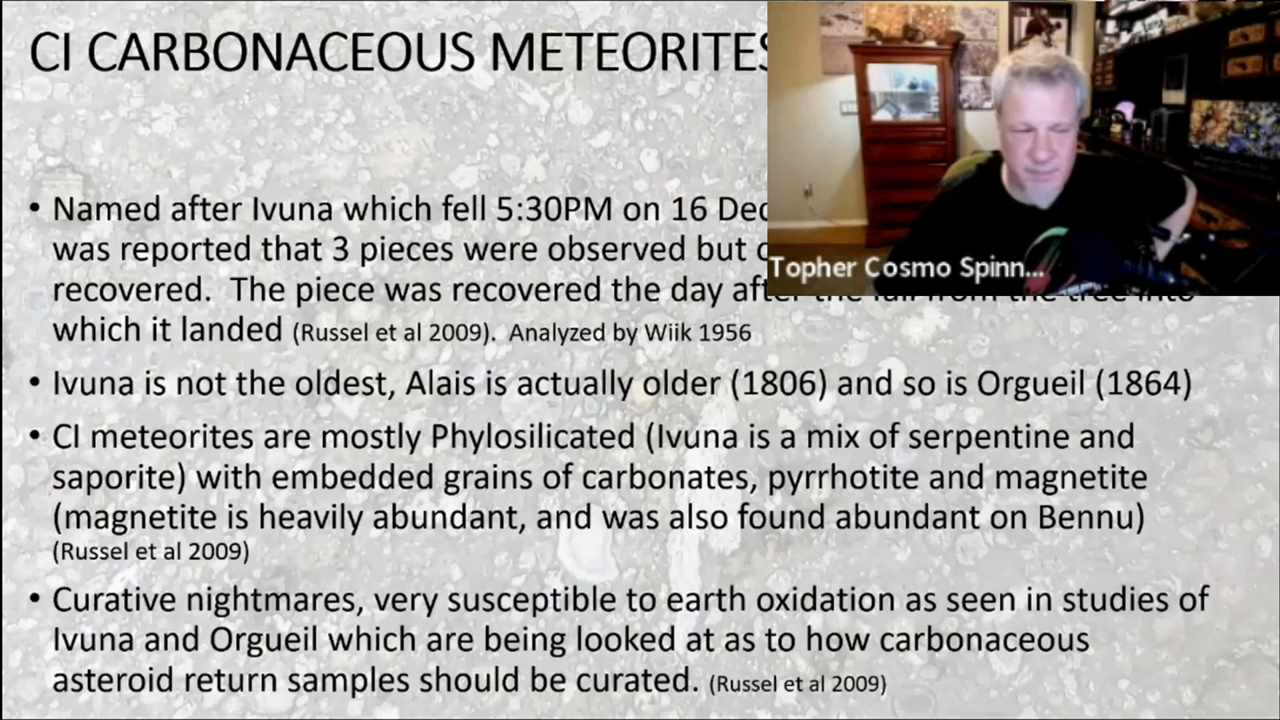 CI CARBONACEOUS METEORITES
• Named after Ivuna which fell 5:30PM on 16 Dec
was reported that 3 pieces were observed but
recovered. The piece was recovered the day after the fall from the tree into
which it landed (Russel et al 2009). Analyzed by Wiik 1956
• Ivuna is not the oldest, Alais is actually older (1806) and so is Orgueil (1864)
• CI meteorites are mostly Phylosilicated (Ivuna is a mix of serpentine and
saporite) with embedded grains of carbonates, pyrrhotite and magnetite
(magnetite is heavily abundant, and was also found abundant on Bennu)
(Russel et al 2009)
• Curative nightmares, very susceptible to earth oxidation as seen in studies of
Ivuna and Orgueil which are being looked at as to how carbonaceous
asteroid return samples should be curated. (Russel et al 2009)
Topher Cosmo Spinn...